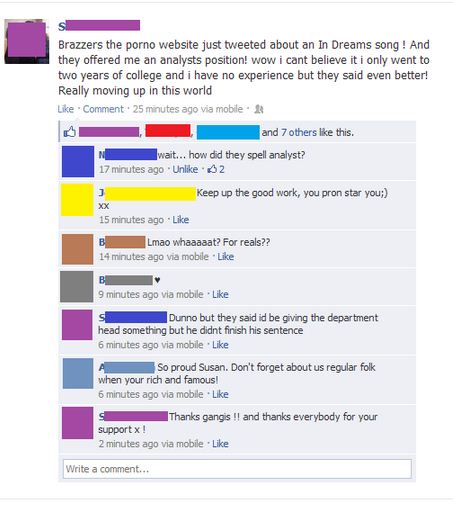 S
Brazzers the porno website just tweeted about an In Dreams song ! And
they offered me an analysts position! wow i cant believe it i only went to
two years of college and i have no experience but they said even better!
Really moving up in this world
Like · Comment · 25 minutes ago via mobile ·
, , and 7 others like this.
N wait... how did they spell analyst?
17 minutes ago · Unlike · 2
J Keep up the good work, you pron star you;)
xx
15 minutes ago · Like
B Lmao whaaaaat? For reals??
14 minutes ago via mobile · Like
B ♥
9 minutes ago via mobile · Like
S Dunno but they said id be giving the department
head something but he didnt finish his sentence
6 minutes ago via mobile · Like
A So proud Susan. Don't forget about us regular folk
when your rich and famous!
6 minutes ago via mobile · Like
S Thanks gangis !! and thanks everybody for your
support x !
2 minutes ago via mobile · Like
Write a comment...